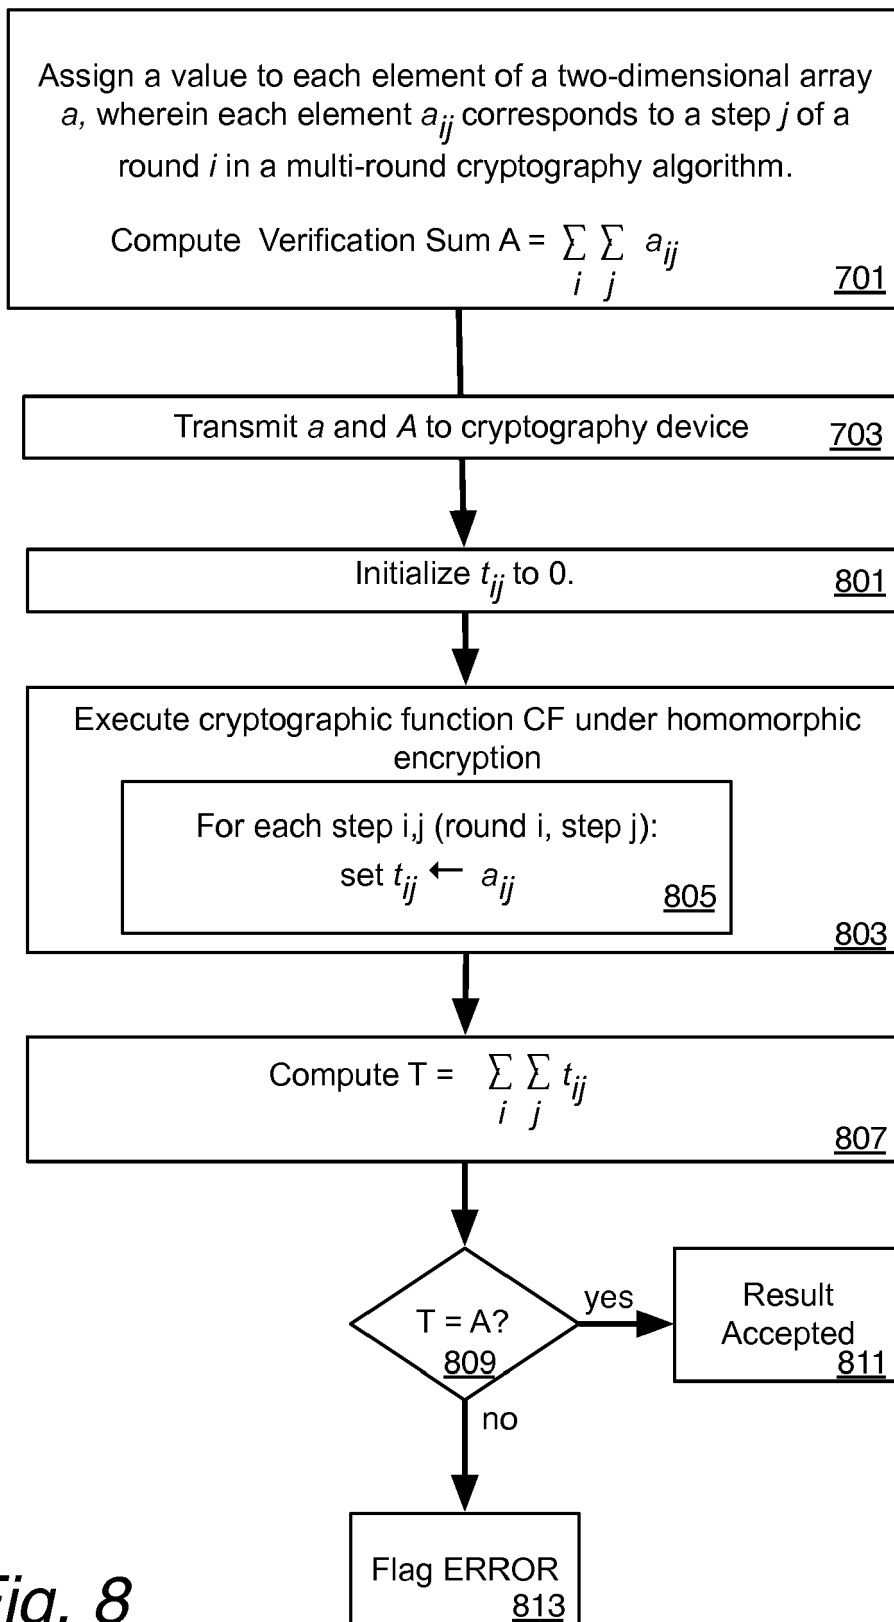 Assign a value to each element of a two-dimensional array
a, wherein each element aij corresponds to a step j of a
round i in a multi-round cryptography algorithm.
Compute Verification Sum A = ∑ ∑ aij
i j
701
Transmit a and A to cryptography device
703
Initialize tij to 0.
801
Execute cryptographic function CF under homomorphic
encryption
For each step i,j (round i, step j):
set tij ← aij
805
803
Compute T = ∑ ∑ tij
i j
807
T = A?
809
yes
Result
Accepted
811
no
Flag ERROR
813
Fig. 8